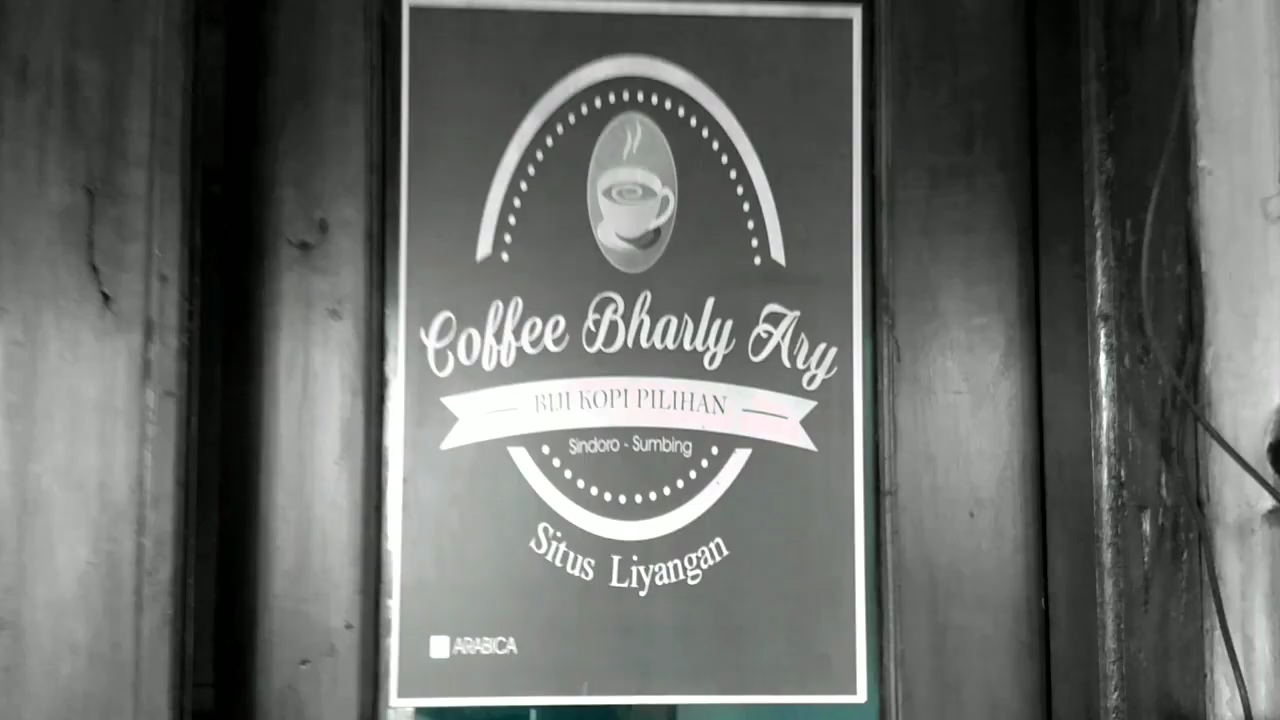 Coffee Bharly Ary
BIJI KOPI PILIHAN
Sindoro - Sumbing
Situs Liyangan
ARABICA